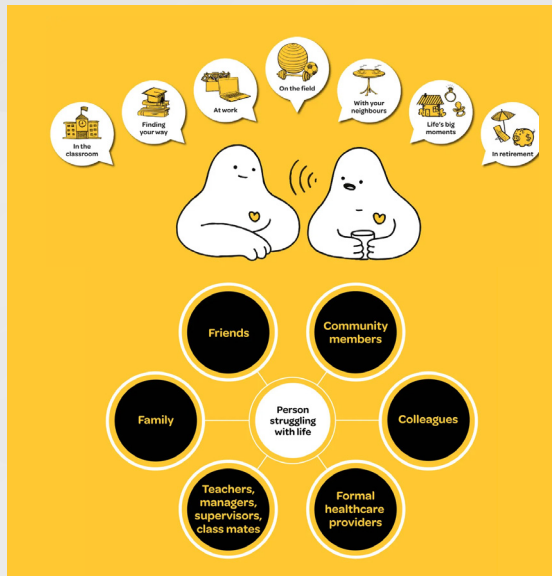 In the
classroom
Finding
your way
At work
On the field
With your
neighbours
Life's big
moments
In retirement
Friends
Community
members
Family
Person
struggling
with life
Colleagues
Teachers,
managers,
supervisors,
class mates
Formal
healthcare
providers